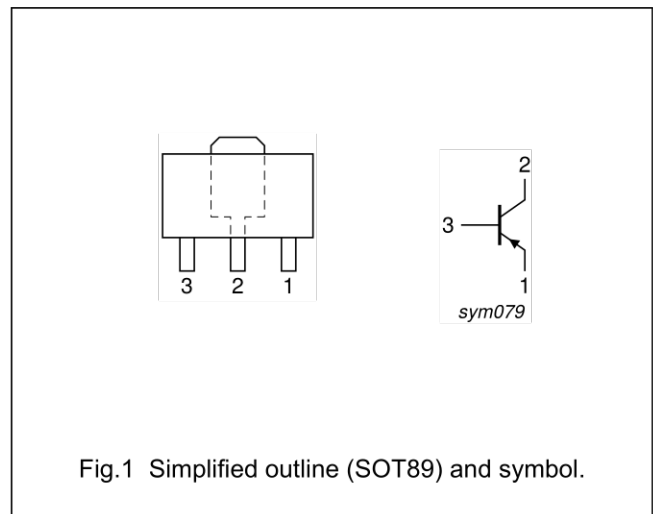 2
3
3 2 1
1
sym079
Fig.1 Simplified outline (SOT89) and symbol.